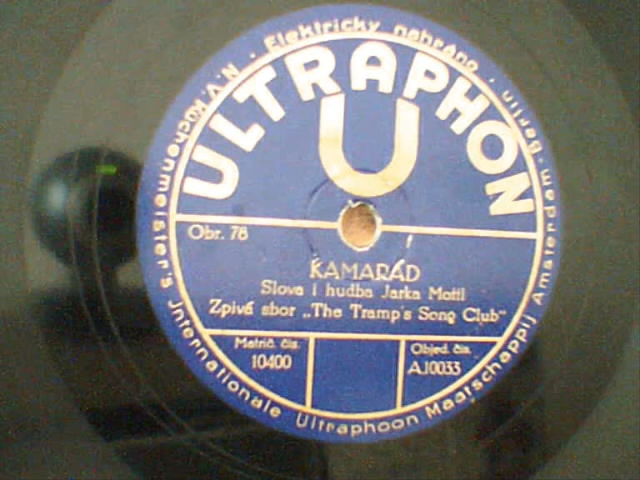 Elektricky nahráno
N.V. Küchenmeister's Internationale Ultraphoon Maatschappij Amsterdam-Berlin
ULTRAPHON
U
Obr. 78
KAMARÁD
Slova i hudba Jarka Mottl
Zpívá sbor „The Tramp's Song Club"
Matrič. čís.
10400
Objed. čís.
A10033